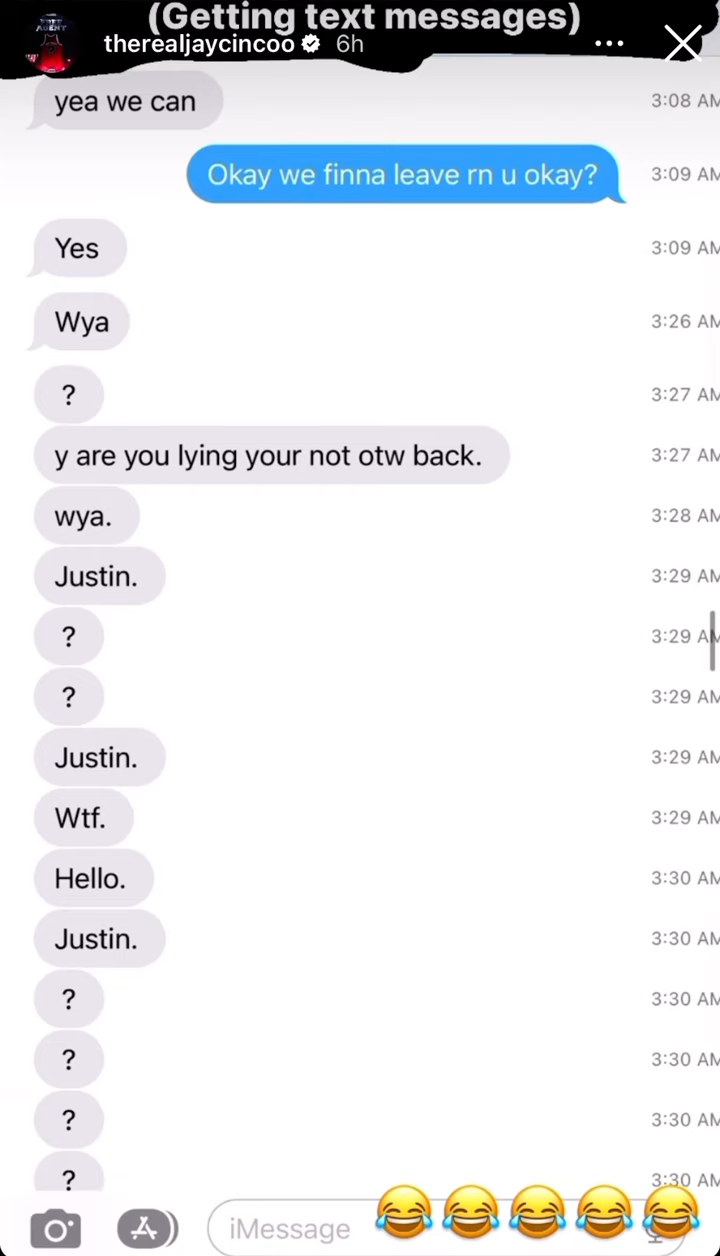 (Getting text messages)
therealjaycincoo 6h
yea we can 3:08 AM
Okay we finna leave rn u okay? 3:09 AM
Yes 3:09 AM
Wya 3:26 AM
? 3:27 AM
y are you lying your not otw back. 3:27 AM
wya. 3:28 AM
Justin. 3:29 AM
? 3:29 AM
? 3:29 AM
Justin. 3:29 AM
Wtf. 3:29 AM
Hello. 3:30 AM
Justin. 3:30 AM
? 3:30 AM
? 3:30 AM
? 3:30 AM
? 3:30 AM
iMessage 😂😂😂😂😂